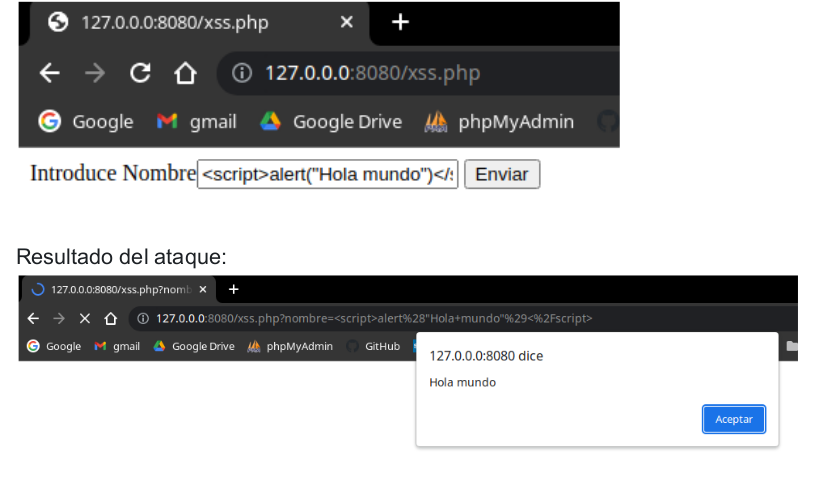 127.0.0.0:8080/xss.php
127.0.0.0:8080/xss.php
Google gmail Google Drive phpMyAdmin
Introduce Nombre <script>alert("Hola mundo")</s Enviar
Resultado del ataque:
127.0.0.0:8080/xss.php?nomb
127.0.0.0:8080/xss.php?nombre=<script>alert%28"Hola+mundo"%29<%2Fscript>
Google gmail Google Drive phpMyAdmin GitHub
127.0.0.0:8080 dice
Hola mundo
Aceptar